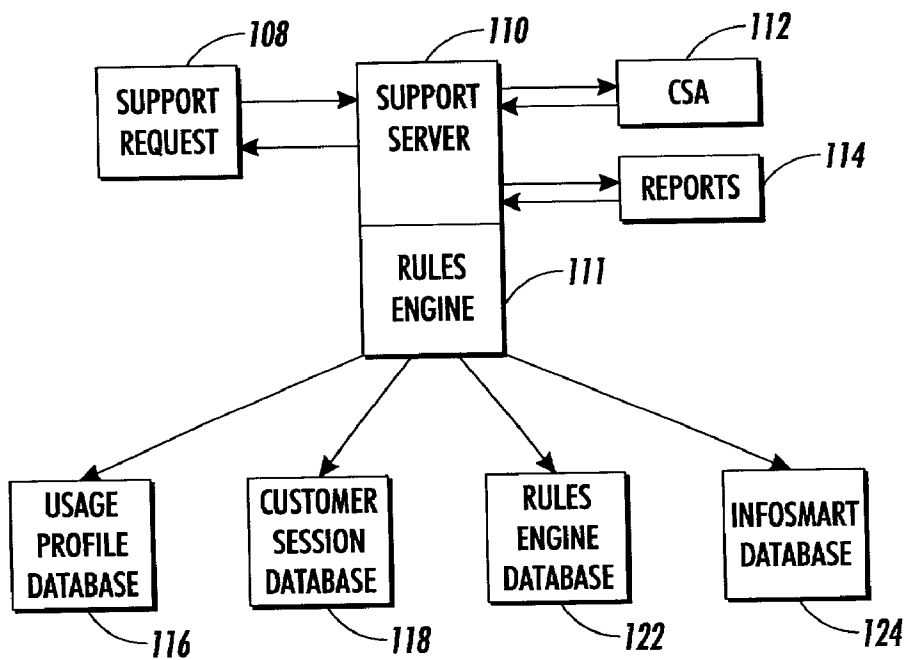 108
110
112
SUPPORT
REQUEST
SUPPORT
SERVER
CSA
114
REPORTS
RULES
ENGINE
111
USAGE
PROFILE
DATABASE
CUSTOMER
SESSION
DATABASE
RULES
ENGINE
DATABASE
INFOSMART
DATABASE
116
118
122
124